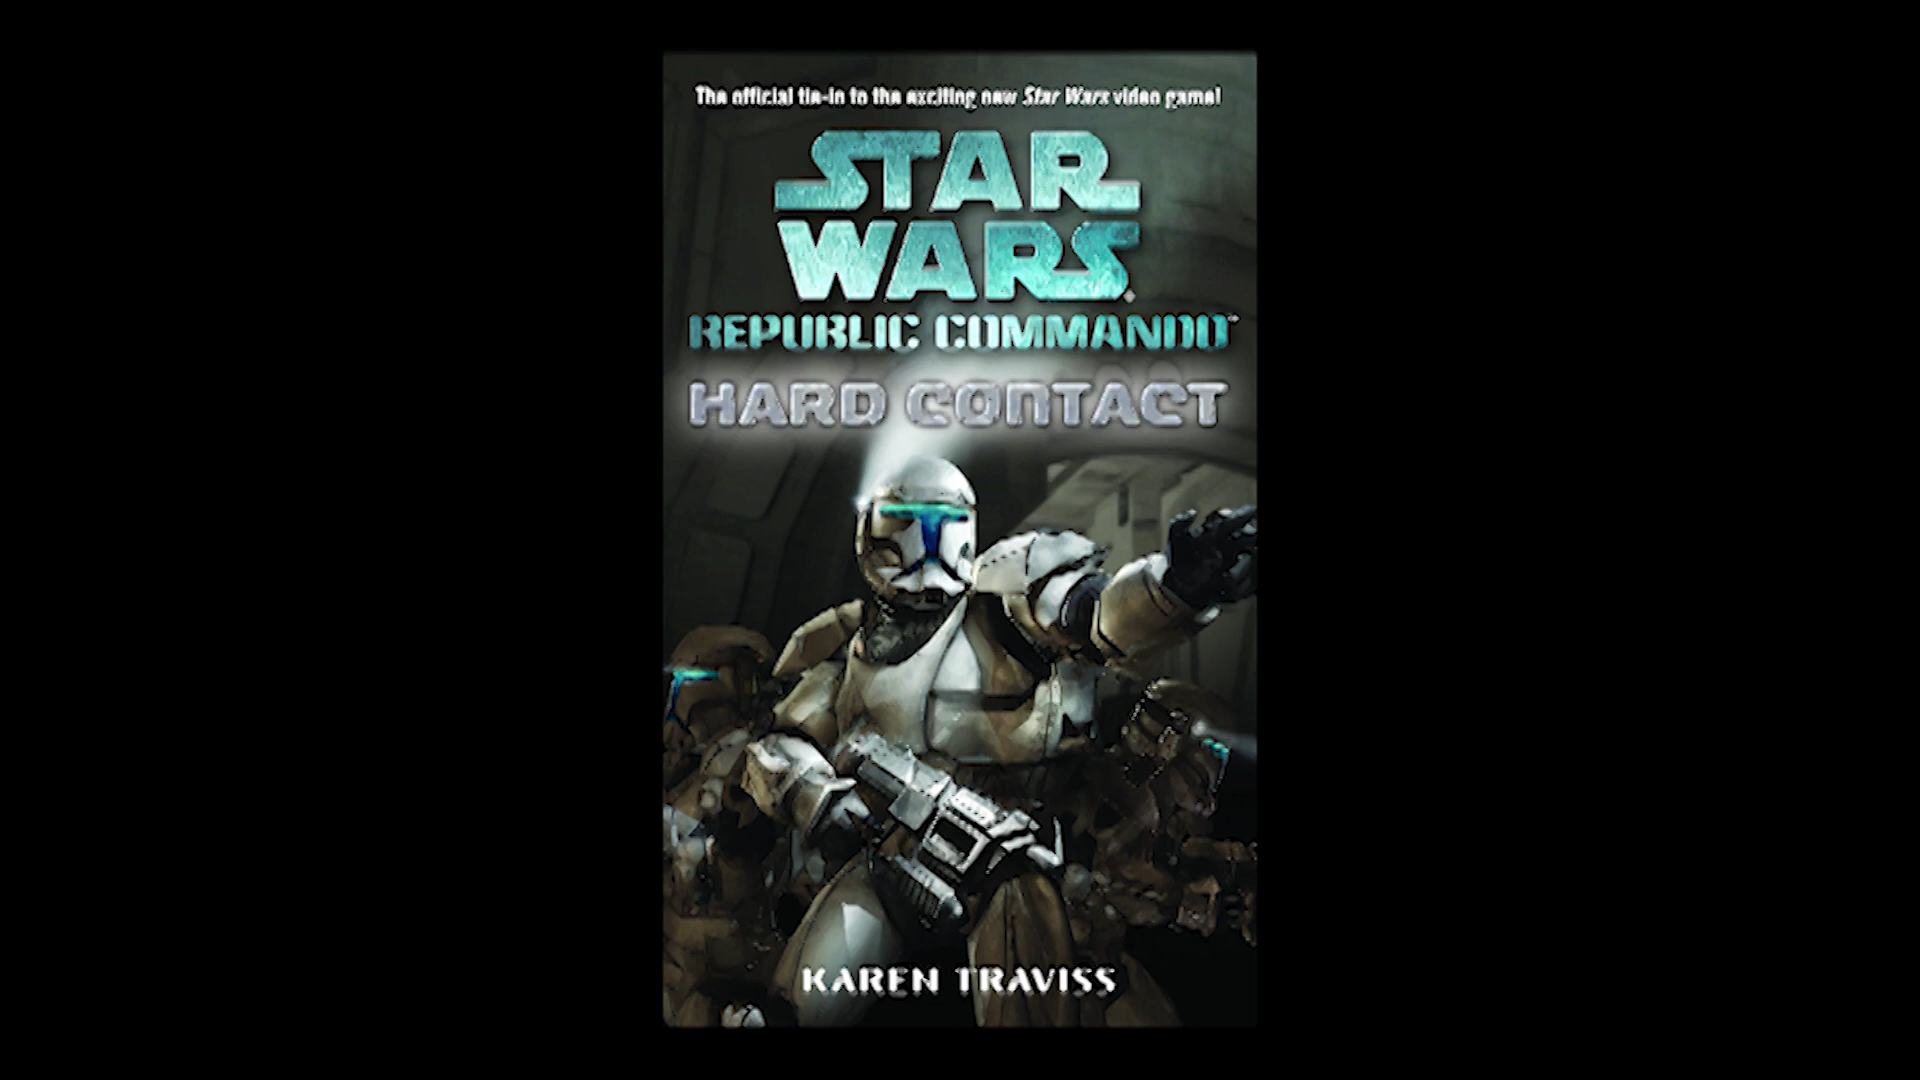 The official tie-in to the exciting new Star Wars video game!
STAR
WARS
REPUBLIC COMMANDO™
HARD CONTACT
KAREN TRAVISS